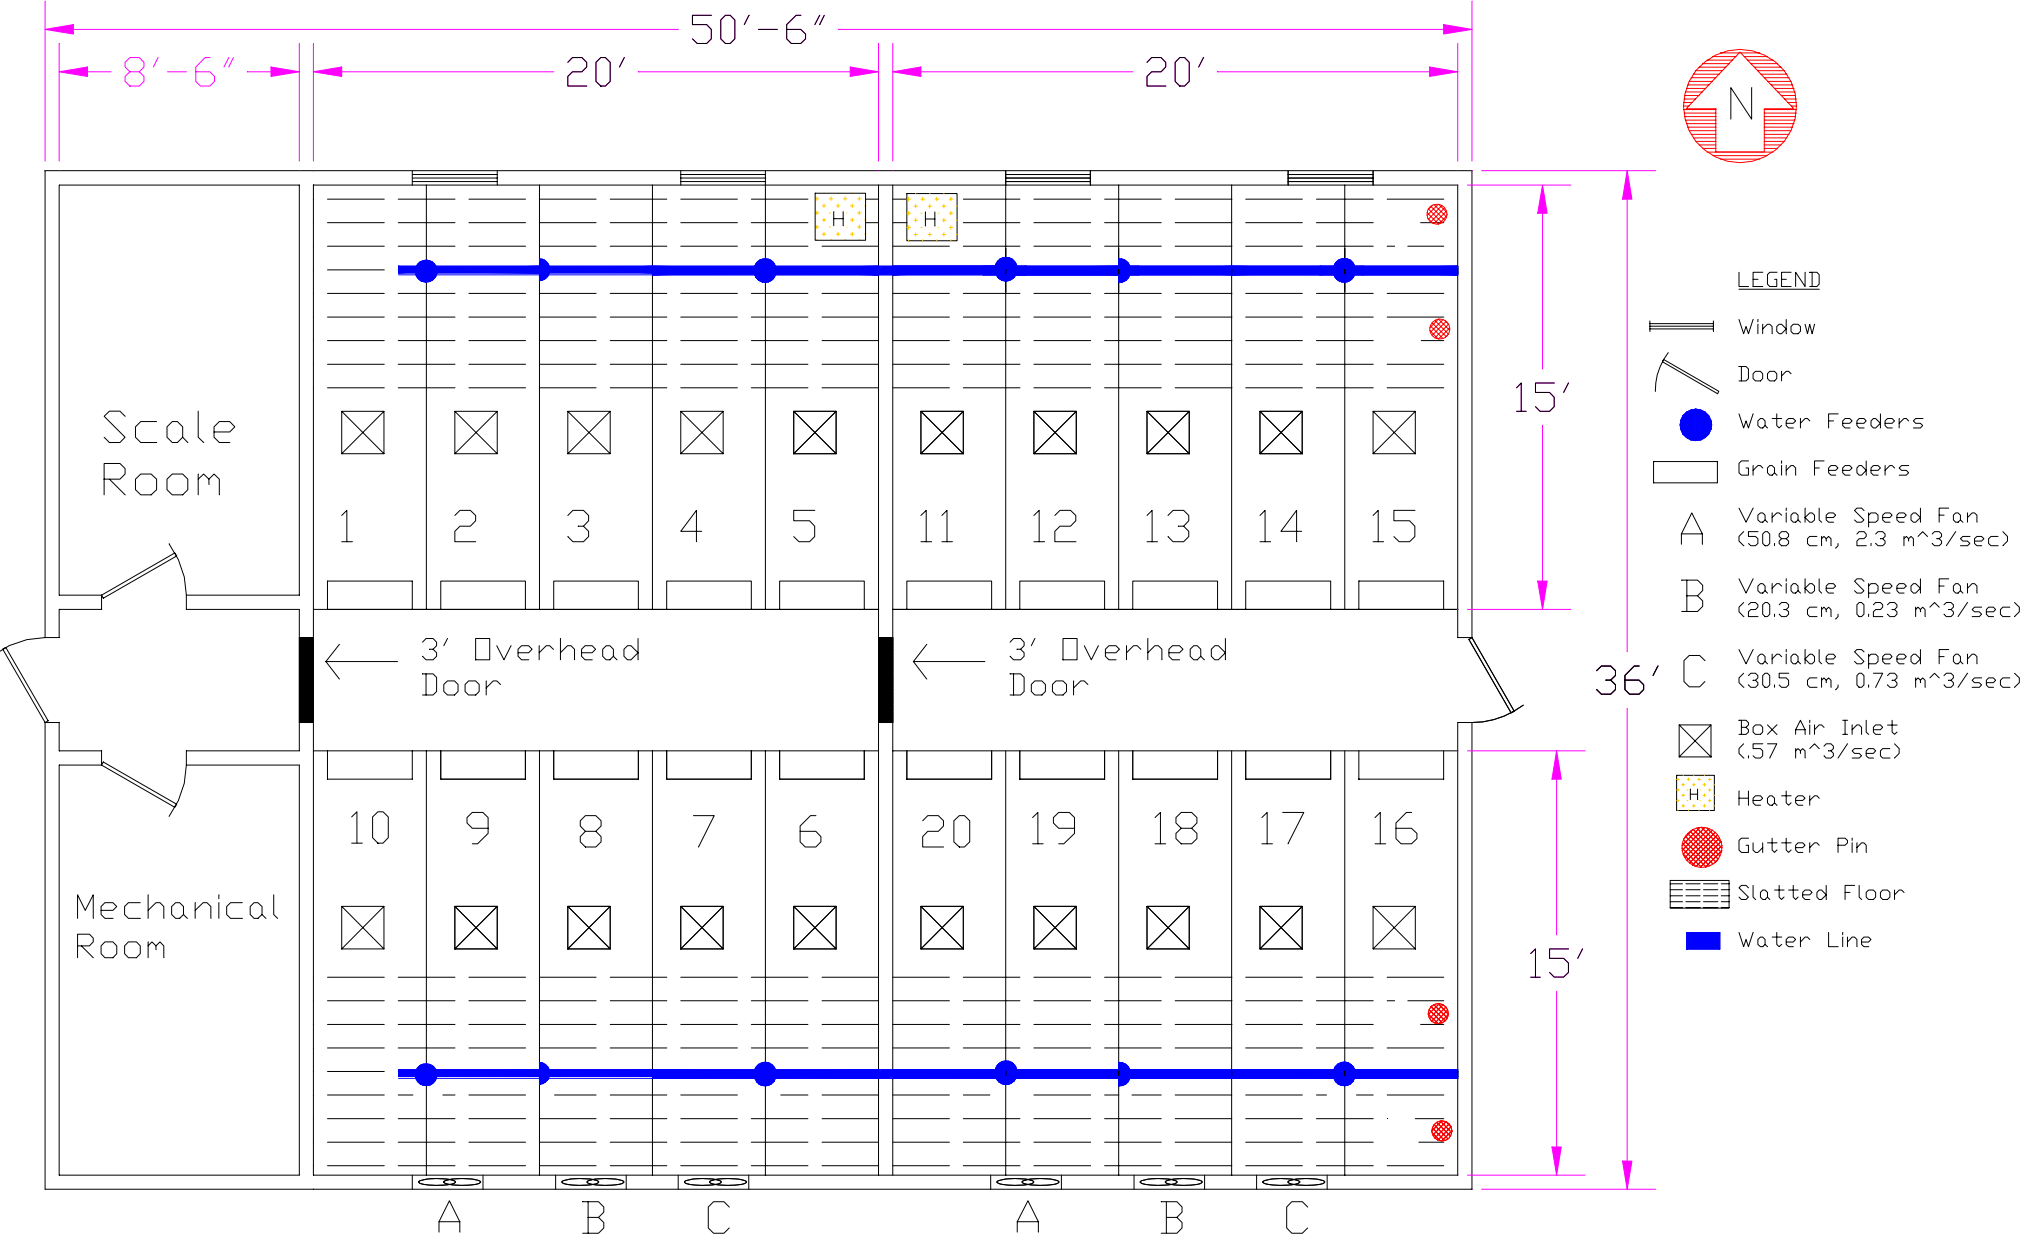 50'-6"
8'-6"
20'
20'
N
H
H
LEGEND
Window
Door
Water Feeders
Grain Feeders
A
Variable Speed Fan
(50.8 cm, 2.3 m^3/sec)
B
Variable Speed Fan
(20.3 cm, 0.23 m^3/sec)
C
Variable Speed Fan
(30.5 cm, 0.73 m^3/sec)
Box Air Inlet
(.57 m^3/sec)
H
Heater
Gutter Pin
Slatted Floor
Water Line
15'
36'
15'
Scale
Room
1 2 3 4 5 11 12 13 14 15
3' Overhead
Door
3' Overhead
Door
10 9 8 7 6 20 19 18 17 16
Mechanical
Room
A B C A B C